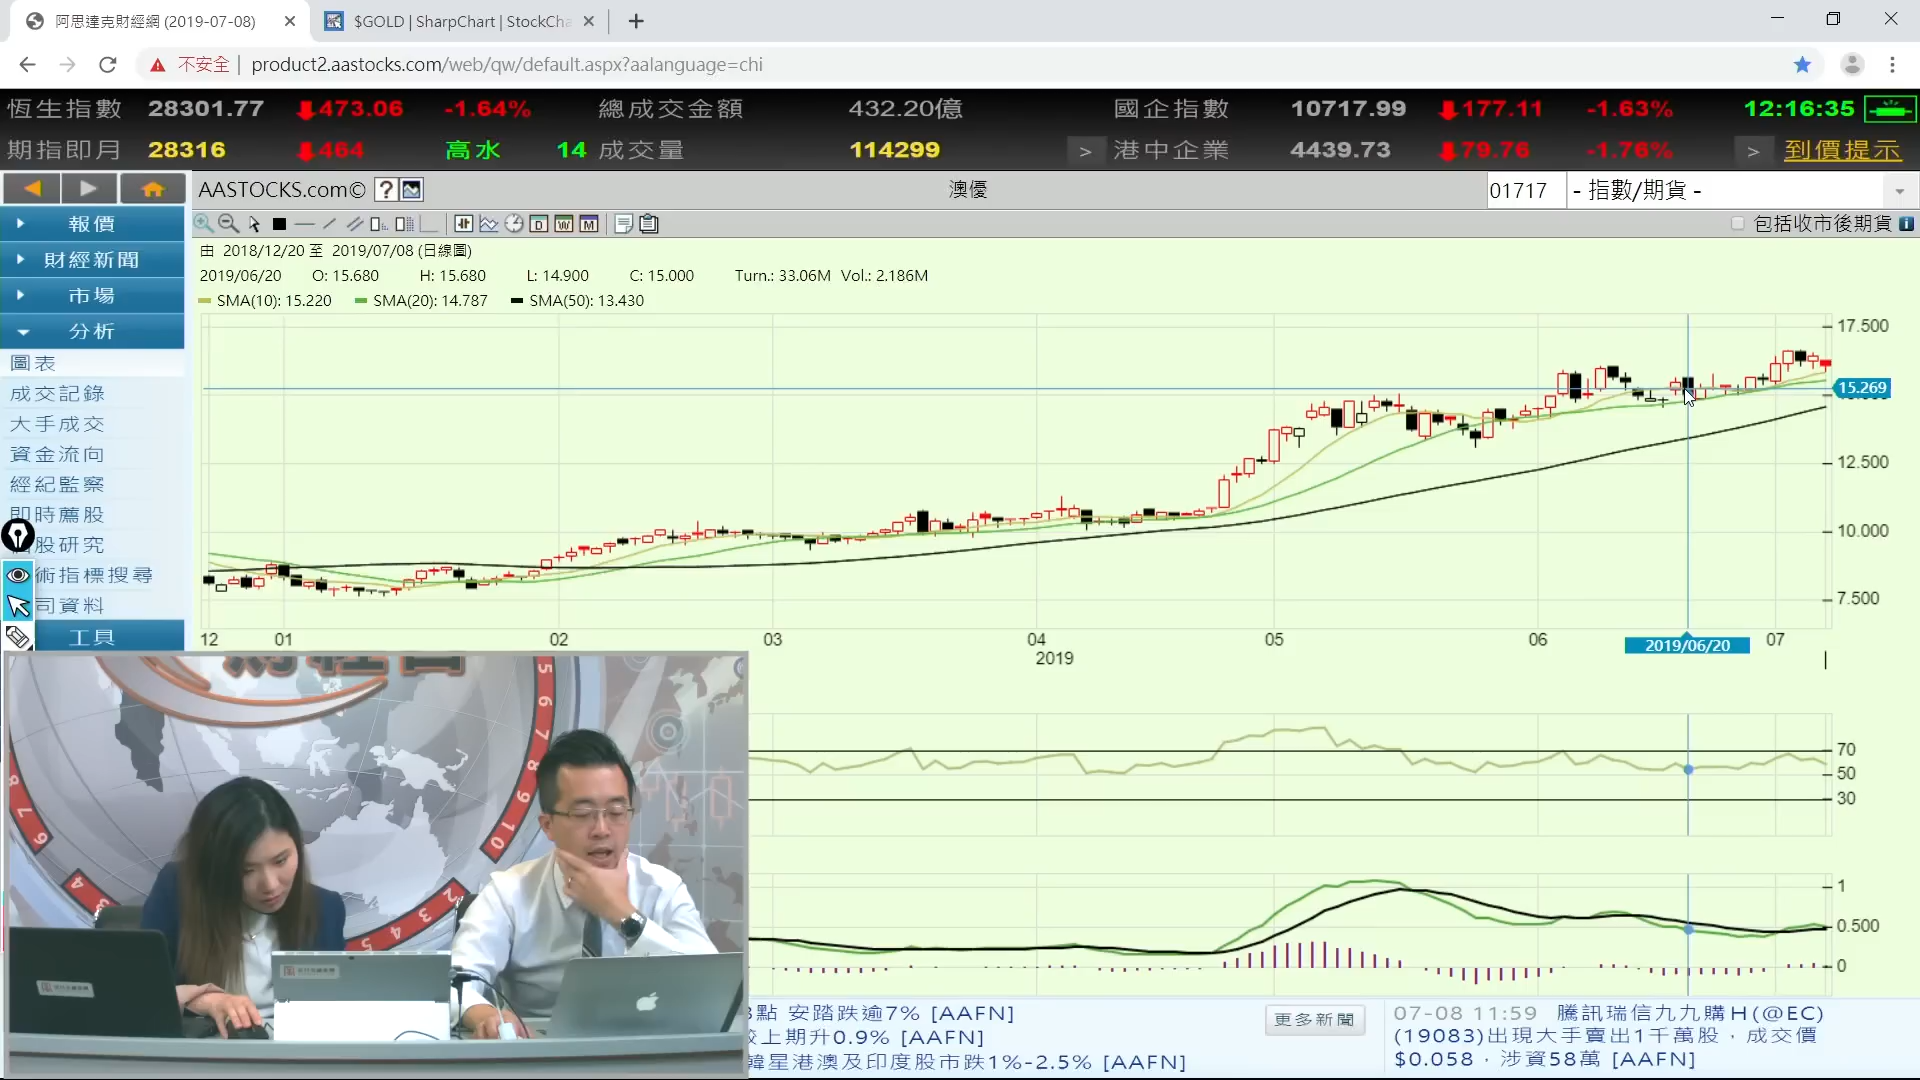 阿思達克財經網 (2019-07-08)
$GOLD | SharpChart | StockCha
不安全
product2.aastocks.com/web/qw/default.aspx?aalanguage=chi
恆生指數 28301.77 473.06 -1.64% 總成交金額 432.20億 國企指數 10717.99 177.11 -1.63% 12:16:35
期指即月 28316 464 高水 14 成交量 114299 > 港中企業 4439.73 79.76 -1.76% > 到價提示
AASTOCKS.com© ? 澳優 01717 - 指數/期貨 -
D W M 包括收市後期貨 i
報價
財經新聞
市場
分析
圖表
成交記錄
大手成交
資金流向
經紀監察
即時薦股
股研究
術指標搜尋
司資料
工具
由 2018/12/20 至 2019/07/08 (日線圖)
2019/06/20 O: 15.680 H: 15.680 L: 14.900 C: 15.000 Turn.: 33.06M Vol.: 2.186M
SMA(10): 15.220 SMA(20): 14.787 SMA(50): 13.430
17.500
15.269
12.500
10.000
7.500
12 01 02 03 04 05 06 2019/06/20 07
2019
70
50
30
1
0.500
0
點 安踏跌逾7% [AAFN]
上期升0.9% [AAFN]
韓星港澳及印度股市跌1%-2.5% [AAFN]
更多新聞
07-08 11:59 騰訊瑞信九九購H(@EC)
(19083)出現大手賣出1千萬股，成交價
$0.058，涉資58萬 [AAFN]